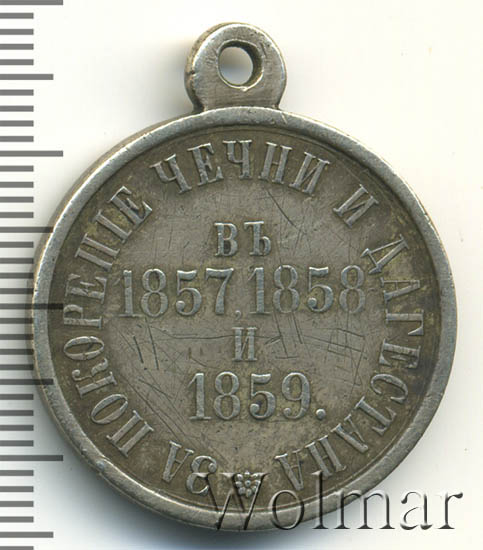 ЗА ПОКОРЕНІЕ ЧЕЧНИ И ДАГЕСТАНА
ВЪ
1857, 1858
И
1859.
Wolmar